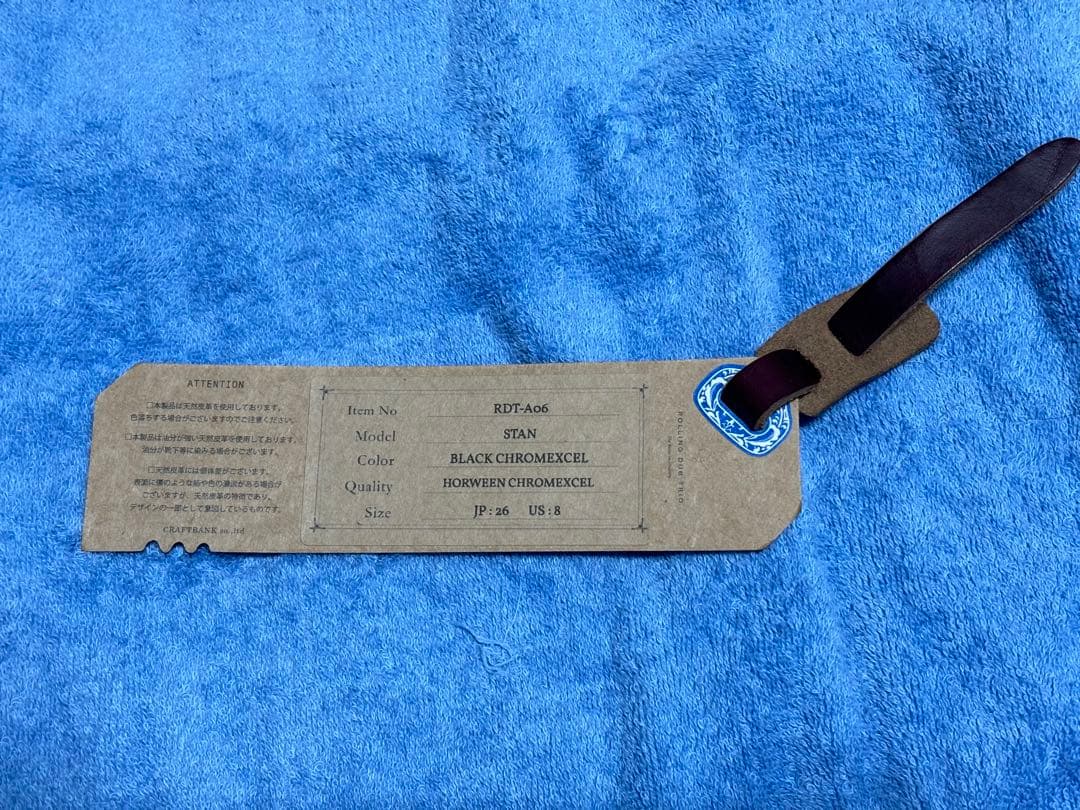 ATTENTION
□本製品は天然皮革を使用しております。
色落ちする場合がございますのでご注意ください。
□本製品は油分が強い天然皮革を使用しております。
油分が靴下等に染みる場合がございます。
□天然皮革には個体差がございます。
表面に傷のような筋や色の濃淡がある場合が
ございますが、天然皮革の特徴であり、
デザインの一部として意図しているものです。
CRAFTBANK co.,ltd
Item No RDT-A06
Model STAN
Color BLACK CHROMEXCEL
Quality HORWEEN CHROMEXCEL
Size JP : 26 US : 8
ROLLING DUB TRIO